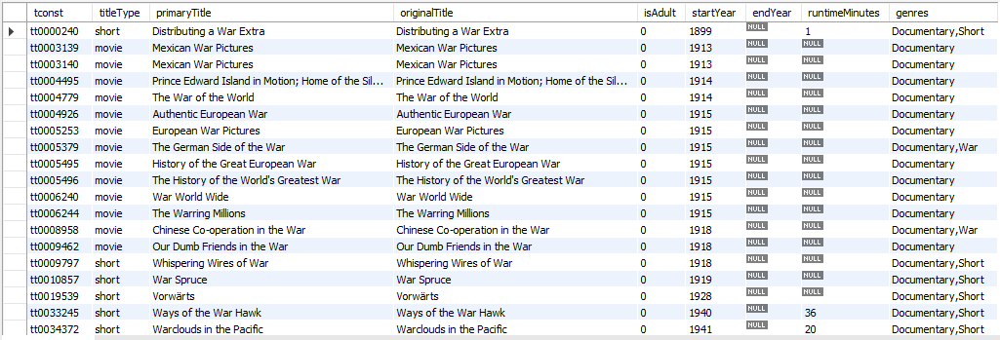 tconst titleType primaryTitle originalTitle isAdult startYear endYear runtimeMinutes genres
tt0000240 short Distributing a War Extra Distributing a War Extra 0 1899 NULL 1 Documentary,Short
tt0003139 movie Mexican War Pictures Mexican War Pictures 0 1913 NULL NULL Documentary
tt0003140 movie Mexican War Pictures Mexican War Pictures 0 1913 NULL NULL Documentary
tt0004495 movie Prince Edward Island in Motion; Home of the Sil... Prince Edward Island in Motion; Home of the Sil... 0 1914 NULL NULL Documentary
tt0004779 movie The War of the World The War of the World 0 1914 NULL NULL Documentary
tt0004926 movie Authentic European War Authentic European War 0 1915 NULL NULL Documentary
tt0005253 movie European War Pictures European War Pictures 0 1915 NULL NULL Documentary
tt0005379 movie The German Side of the War The German Side of the War 0 1915 NULL NULL Documentary,War
tt0005495 movie History of the Great European War History of the Great European War 0 1915 NULL NULL Documentary
tt0005496 movie The History of the World's Greatest War The History of the World's Greatest War 0 1915 NULL NULL Documentary
tt0006240 movie War World Wide War World Wide 0 1915 NULL NULL Documentary
tt0006244 movie The Warring Millions The Warring Millions 0 1915 NULL NULL Documentary
tt0008958 movie Chinese Co-operation in the War Chinese Co-operation in the War 0 1918 NULL NULL Documentary,War
tt0009462 movie Our Dumb Friends in the War Our Dumb Friends in the War 0 1918 NULL NULL Documentary
tt0009797 short Whispering Wires of War Whispering Wires of War 0 1918 NULL NULL Documentary,Short
tt0010857 short War Spruce War Spruce 0 1919 NULL NULL Documentary,Short
tt0019539 short Vorwärts Vorwärts 0 1928 NULL NULL Documentary,Short
tt0033245 short Ways of the War Hawk Ways of the War Hawk 0 1940 NULL 36 Documentary,Short
tt0034372 short Warclouds in the Pacific Warclouds in the Pacific 0 1941 NULL 20 Documentary,Short